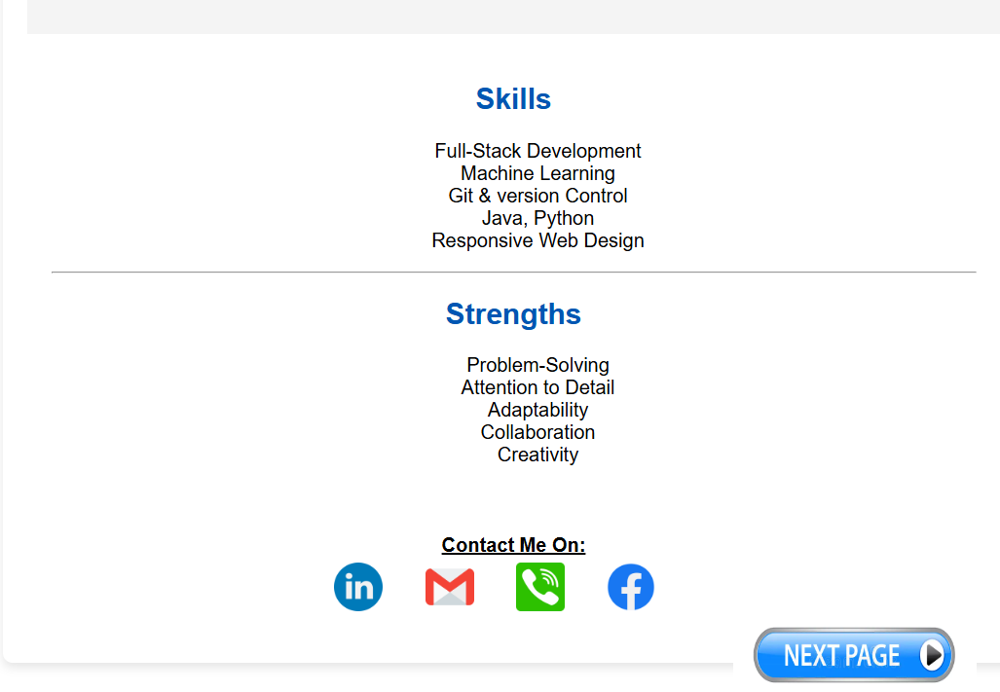 Skills
Full-Stack Development
Machine Learning
Git & version Control
Java, Python
Responsive Web Design
Strengths
Problem-Solving
Attention to Detail
Adaptability
Collaboration
Creativity
Contact Me On:
in
NEXT PAGE